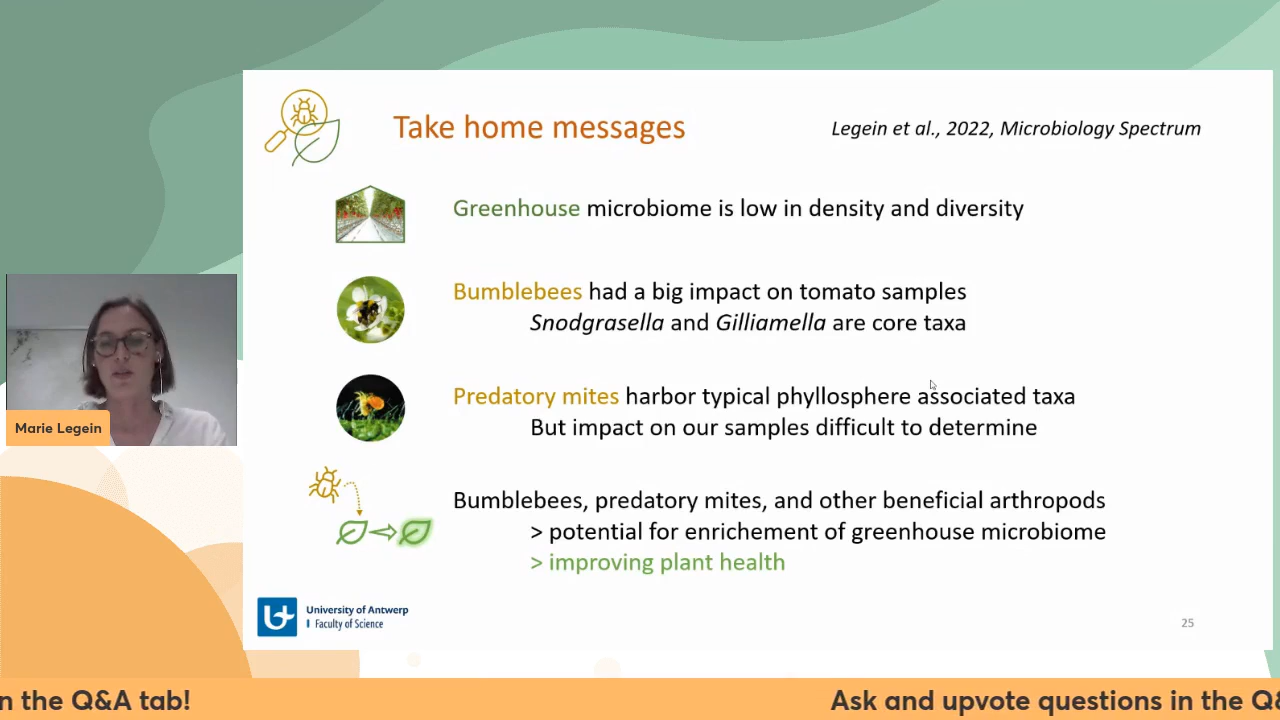 Take home messages
Legein et al., 2022, Microbiology Spectrum
Greenhouse microbiome is low in density and diversity
Bumblebees had a big impact on tomato samples
Snodgrasella and Gilliamella are core taxa
Predatory mites harbor typical phyllosphere associated taxa
But impact on our samples difficult to determine
Bumblebees, predatory mites, and other beneficial arthropods
> potential for enrichement of greenhouse microbiome
> improving plant health
University of Antwerp
Faculty of Science
25
Marie Legein
n the Q&A tab!
Ask and upvote questions in the Q&